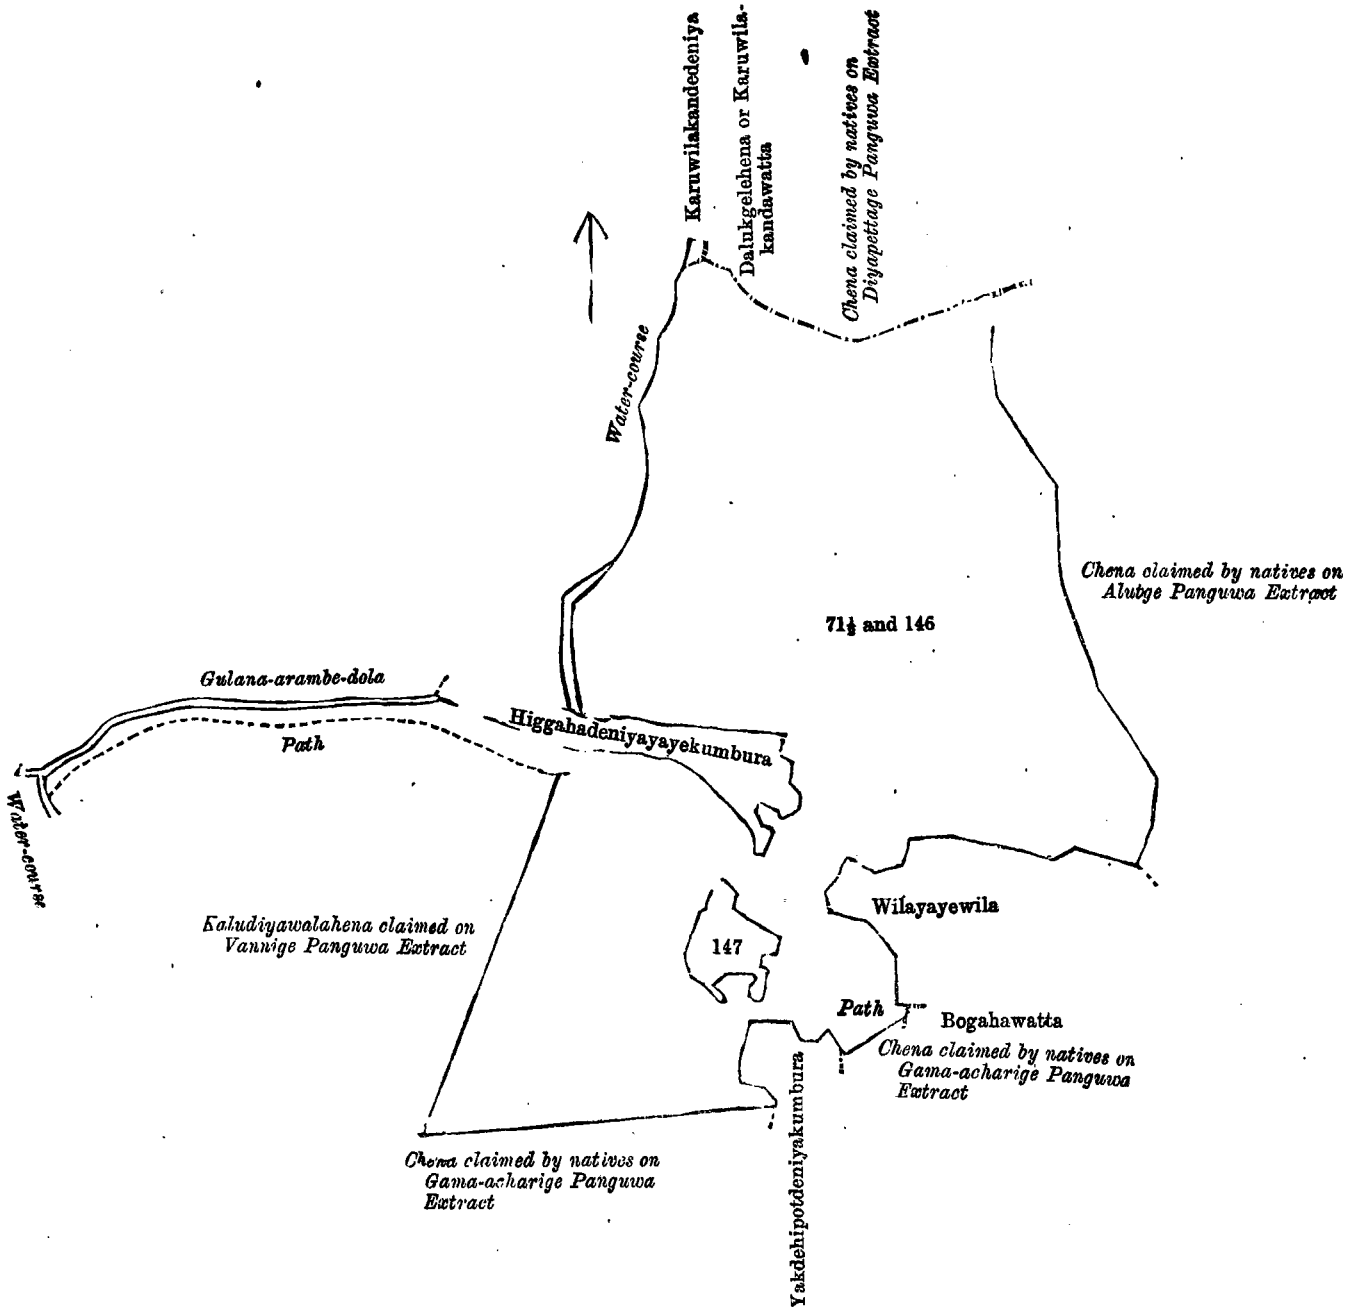 Karuwilakandedeniya
Dalukgelehena or Karuwila-
kandawatta
Chena claimed by natives on
Diyapettage Panguwa Extract
Water-course
Chena claimed by natives on
Alutge Panguwa Extract
71½ and 146
Gulana-arambe-dola
Higgahadeniyayayekumbura
Path
Water-course
Kaludiyawalahena claimed on
Vannige Panguwa Extract
Wilayayewila
147
Path
Bogahawatta
Chena claimed by natives on
Gama-acharige Panguwa
Extract
Yakdehipotdeniyakumbura
Chena claimed by natives on
Gama-acharige Panguwa
Extract